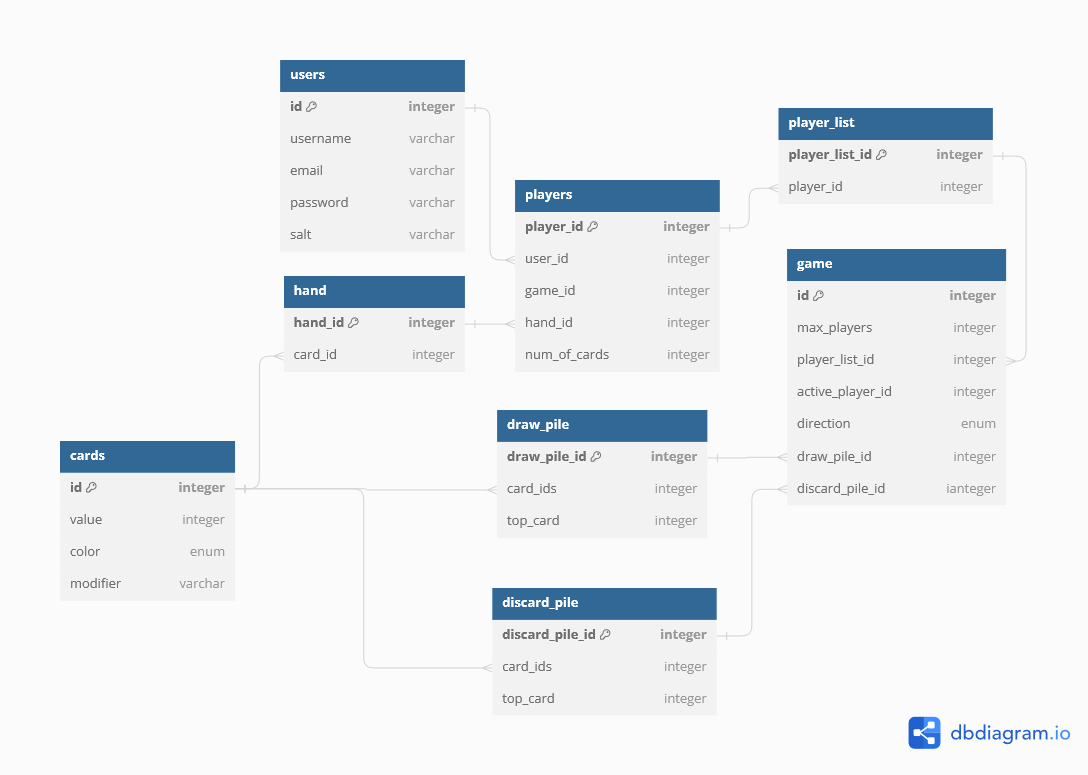 users
id integer
username varchar
email varchar
password varchar
salt varchar
player_list
player_list_id integer
player_id integer
players
player_id integer
user_id integer
game_id integer
hand_id integer
num_of_cards integer
hand
hand_id integer
card_id integer
game
id integer
max_players integer
player_list_id integer
active_player_id integer
direction enum
draw_pile_id integer
discard_pile_id ianteger
cards
id integer
value integer
color enum
modifier varchar
draw_pile
draw_pile_id integer
card_ids integer
top_card integer
discard_pile
discard_pile_id integer
card_ids integer
top_card integer
dbdiagram.io